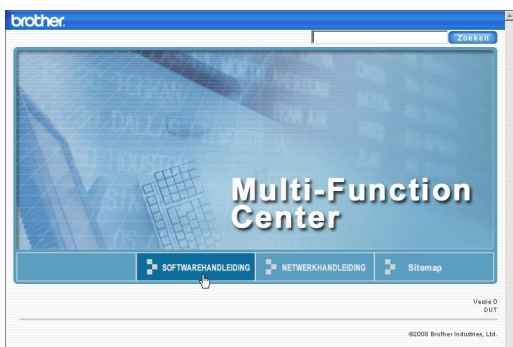 brother.
Zoeken
Multi-Function
Center
SOFTWAREHANDLEIDING NETWERKHANDLEIDING Sitemap
Versie 0
DUT
©2008 Brother Industries, Ltd.